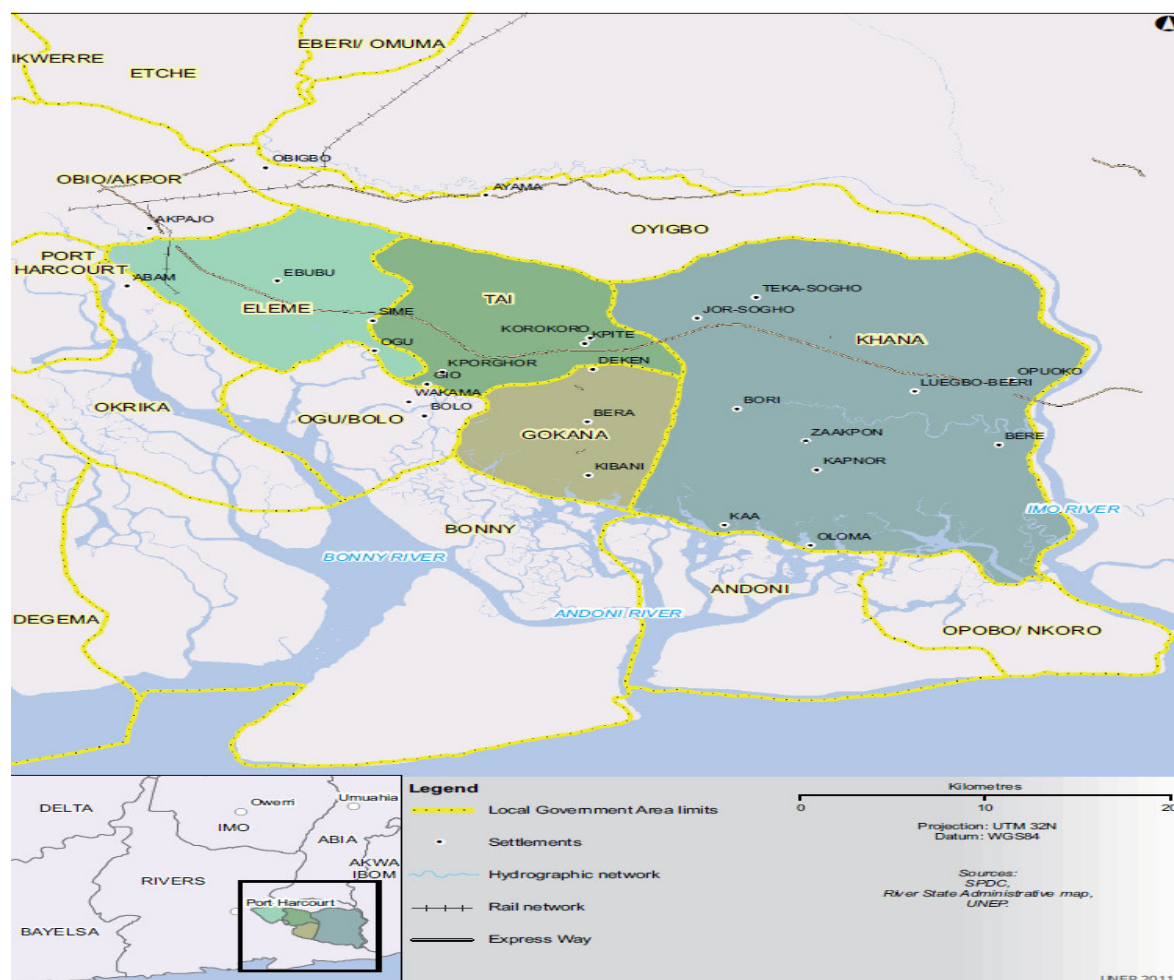 EBERI/ OMUMA
IKWERRE
ETCHE
OBIGBO
OBIO/AKPOR
AYAMA
AKPAJO
OYIGBO
PORT
HARCOURT
ABAM
EBUBU
ELEME
TAI
TEKA-SOGHO
JOR-SOGHO
SIME
KOROKORO
KPITE
KHANA
OGU
KPORGHOR
DEKEN
GIO
OPUOKO
LUEGBO-BEERI
WAKAMA
BOLO
OKRIKA
OGU/BOLO
BORI
BERA
GOKANA
ZAAKPON
BERE
KIBANI
KAPNOR
IMO RIVER
KAA
BONNY
OLOMA
BONNY RIVER
ANDONI
ANDONI RIVER
DEGEMA
OPOBO/ NKORO
DELTA
Owerri
Umuahia
IMO
ABIA
AKWA
IBOM
RIVERS
Port Harcourt
BAYELSA
Legend
Local Government Area limits
Settlements
Hydrographic network
Rail network
Express Way
Kilometres
0 10 20
Projection: UTM 32N
Datum: WGS84
Sources:
SPDC,
River State Administrative map,
UNEP.
UNEP 2011